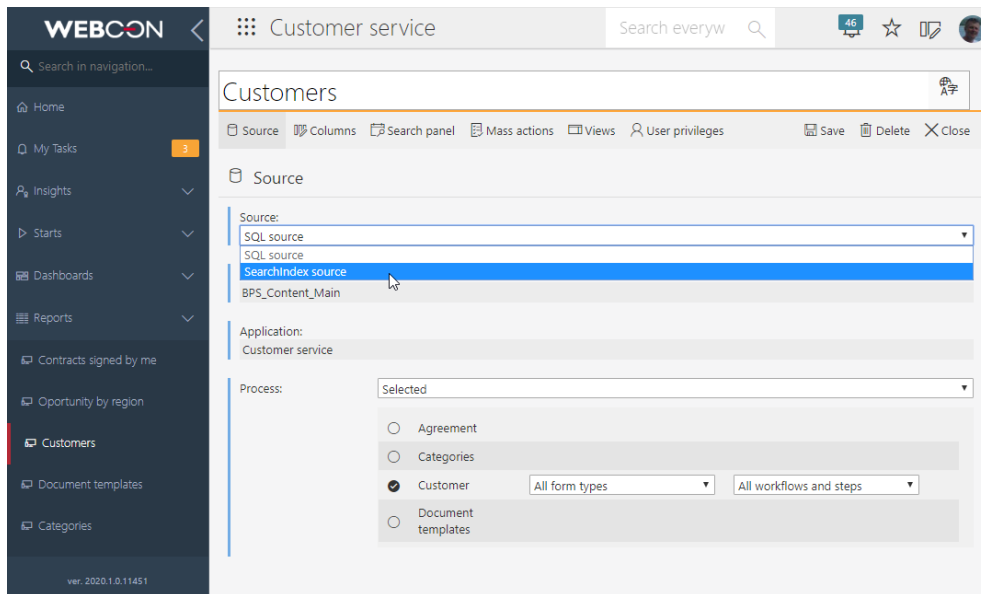 WEBCON
Customer service
Search everyw
46
Search in navigation...
Home
My Tasks
3
Insights
Starts
Dashboards
Reports
Contracts signed by me
Oportunity by region
Customers
Document templates
Categories
ver. 2020.1.0.11451
Customers
Source
Columns
Search panel
Mass actions
Views
User privileges
Save
Delete
Close
Source
Source:
SQL source
SQL source
SearchIndex source
BPS_Content_Main
Application:
Customer service
Process:
Selected
Agreement
Categories
Customer
All form types
All workflows and steps
Document
templates